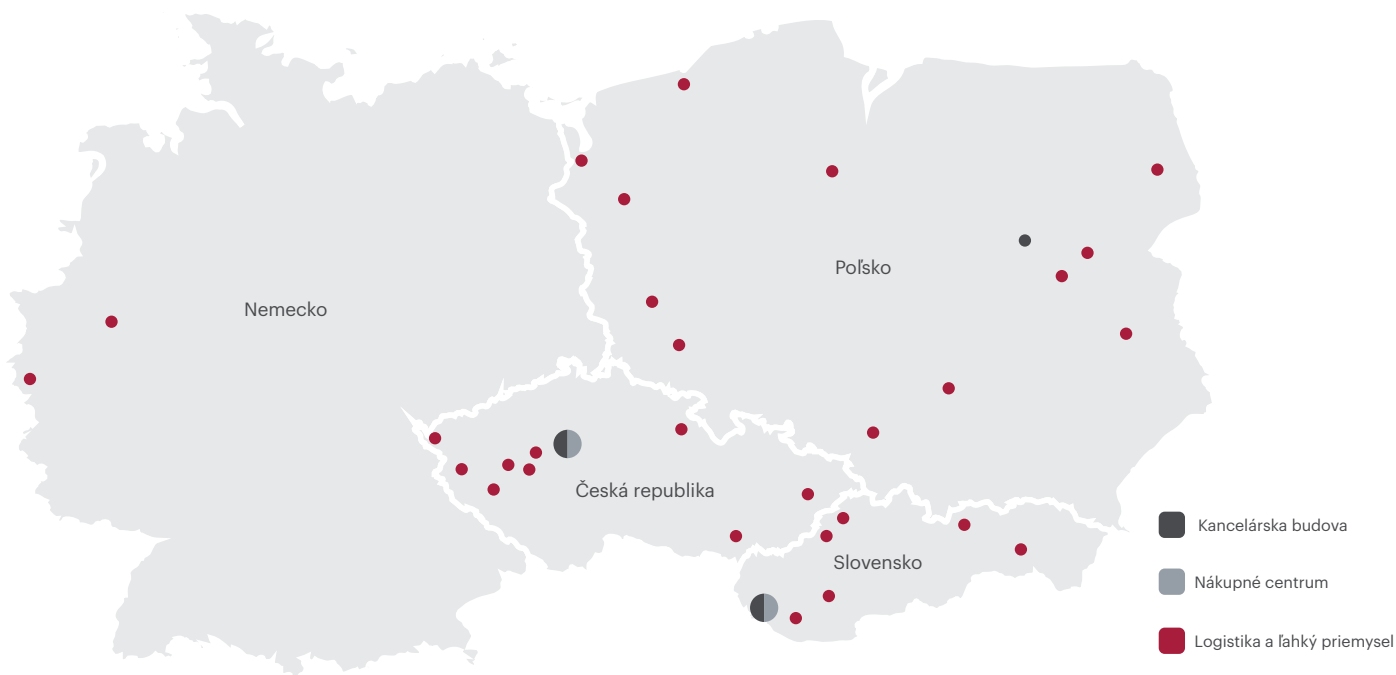 Poľsko
Nemecko
Česká republika
Slovensko
Kancelárska budova
Nákupné centrum
Logistika a ľahký priemysel